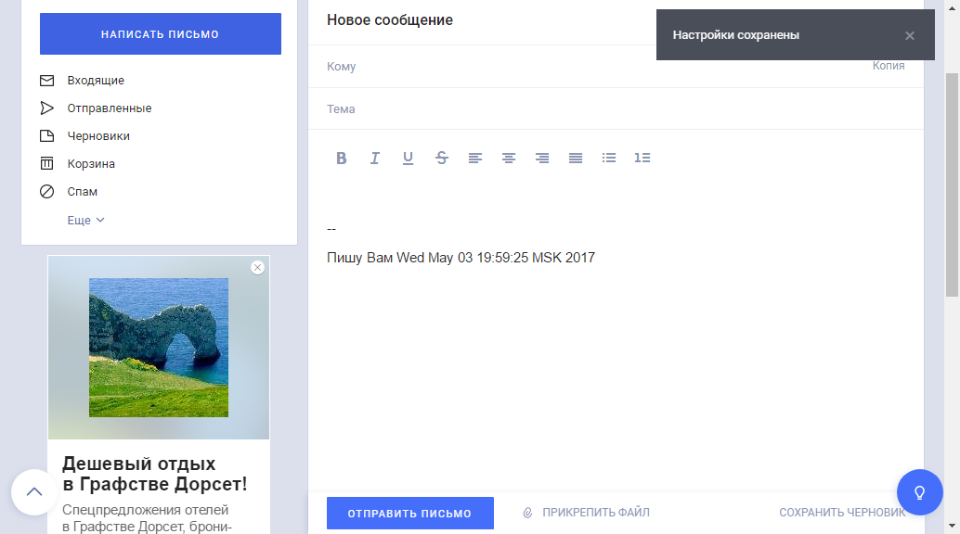 НАПИСАТЬ ПИСЬМО
Входящие
Отправленные
Черновики
Корзина
Спам
Еще
Дешевый отдых
в Графстве Дорсет!
Спецпредложения отелей
в Графстве Дорсет, брони-
Новое сообщение
Настройки сохранены
Кому
Копия
Тема
B I U S
--
Пишу Вам Wed May 03 19:59:25 MSK 2017
ОТПРАВИТЬ ПИСЬМО
ПРИКРЕПИТЬ ФАЙЛ
СОХРАНИТЬ ЧЕРНОВИК